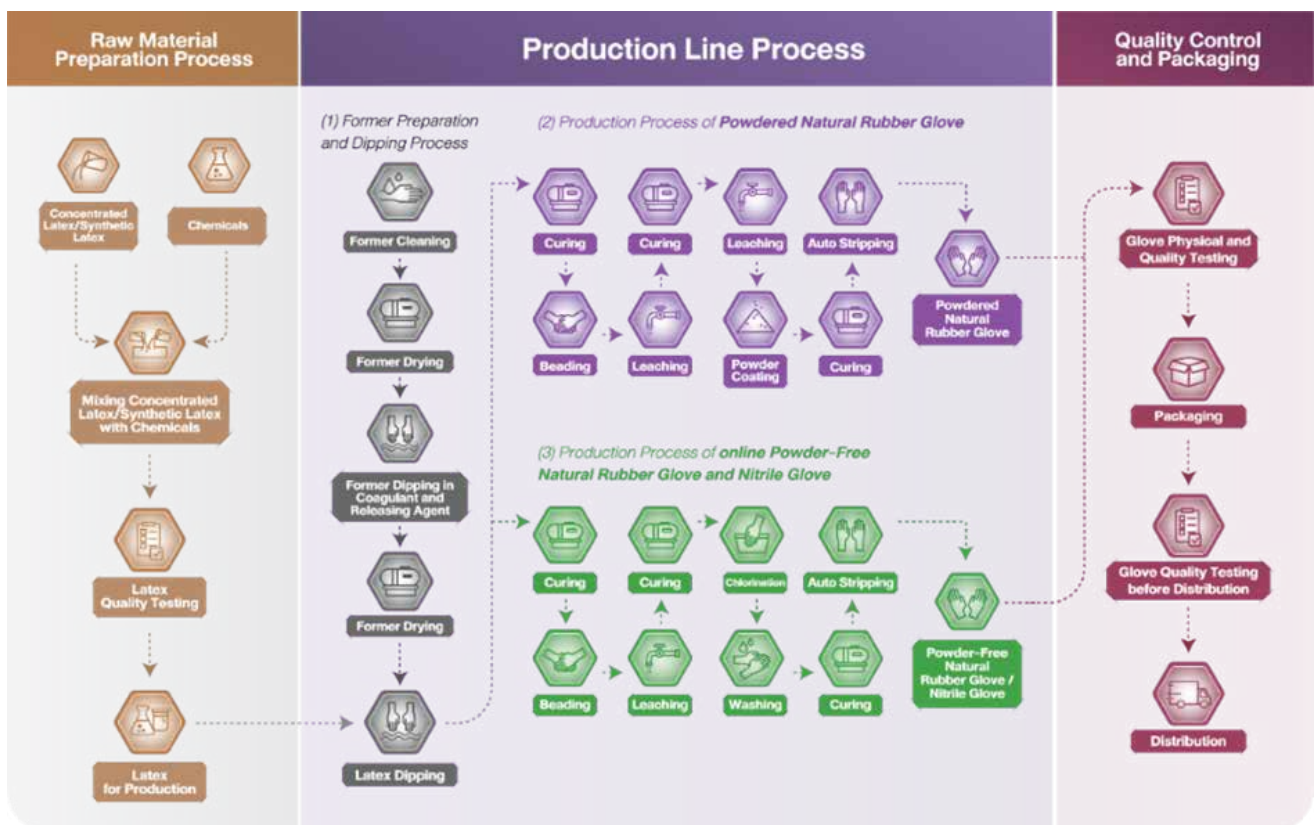 Raw Material
Preparation Process
Production Line Process
Quality Control
and Packaging
Concentrated
Latex/Synthetic
Latex
Chemicals
Mixing Concentrated
Latex/Synthetic Latex
with Chemicals
Latex
Quality Testing
Latex
for Production
(1) Former Preparation
and Dipping Process
Former Cleaning
Former Drying
Former Dipping in
Coagulant and
Releasing Agent
Former Drying
Latex Dipping
(2) Production Process of Powdered Natural Rubber Glove
Curing
Curing
Leaching
Auto Stripping
Beading
Leaching
Powder
Coating
Curing
Powdered
Natural
Rubber Glove
(3) Production Process of online Powder-Free
Natural Rubber Glove and Nitrile Glove
Curing
Curing
Chlorination
Auto Stripping
Beading
Leaching
Washing
Curing
Powder-Free
Natural
Rubber Glove /
Nitrile Glove
Glove Physical and
Quality Testing
Packaging
Glove Quality Testing
before Distribution
Distribution